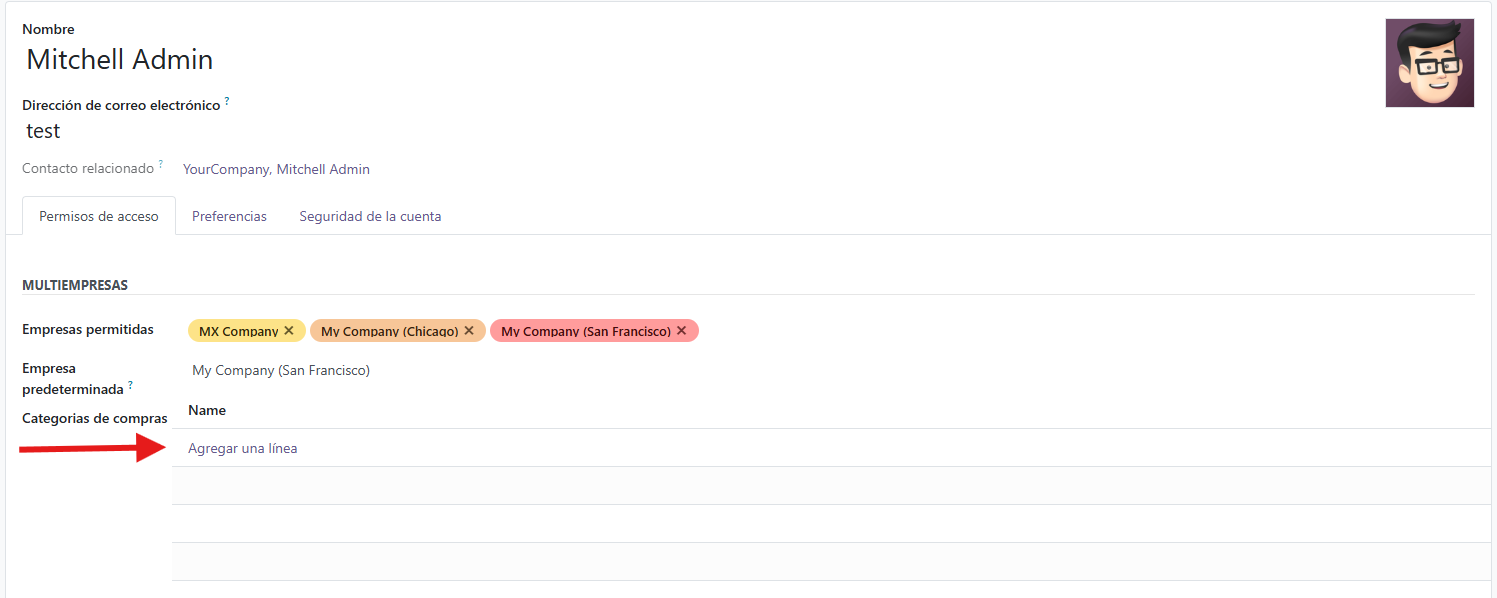 Nombre
Mitchell Admin
Dirección de correo electrónico ?
test
Contacto relacionado ? YourCompany, Mitchell Admin
Permisos de acceso Preferencias Seguridad de la cuenta
MULTIEMPRESAS
Empresas permitidas MX Company ✕ My Company (Chicago) ✕ My Company (San Francisco) ✕
Empresa
predeterminada ? My Company (San Francisco)
Categorias de compras Name
Agregar una línea